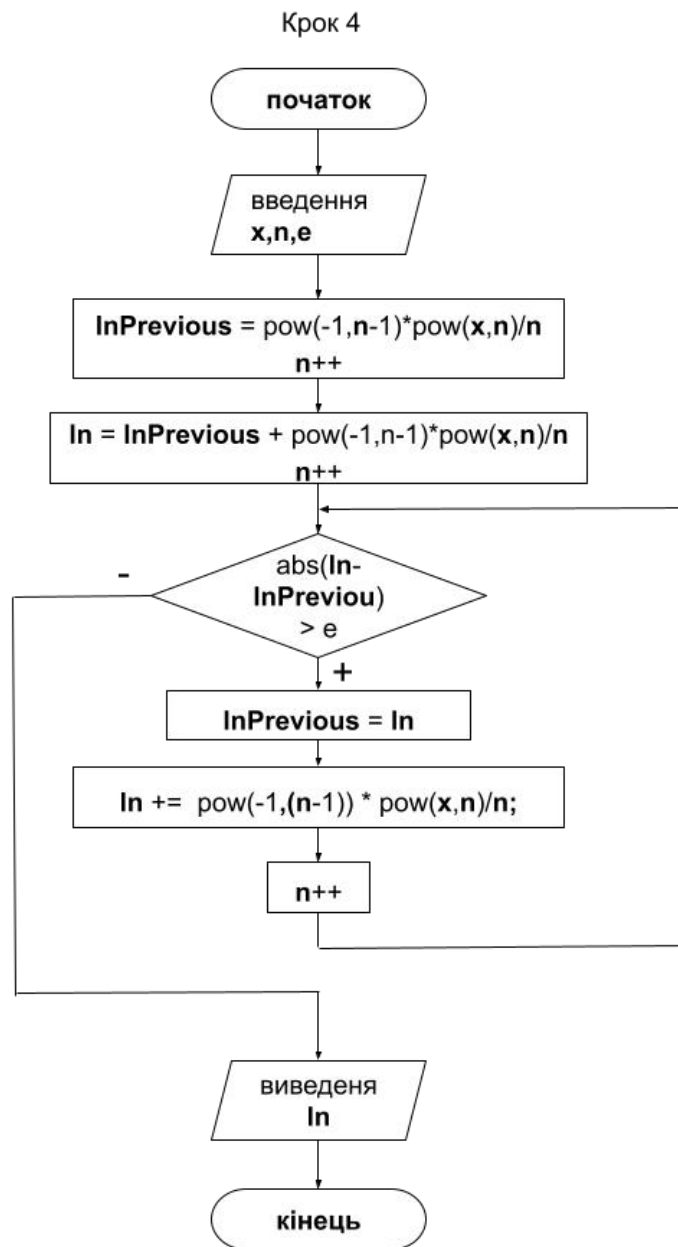 Крок 4
початок
введення
x,n,e
lnPrevious = pow(-1,n-1)*pow(x,n)/n
n++
ln = lnPrevious + pow(-1,n-1)*pow(x,n)/n
n++
abs(ln-
lnPreviou)
> e
-
+
lnPrevious = ln
ln += pow(-1,(n-1)) * pow(x,n)/n;
n++
виведеня
ln
кінець